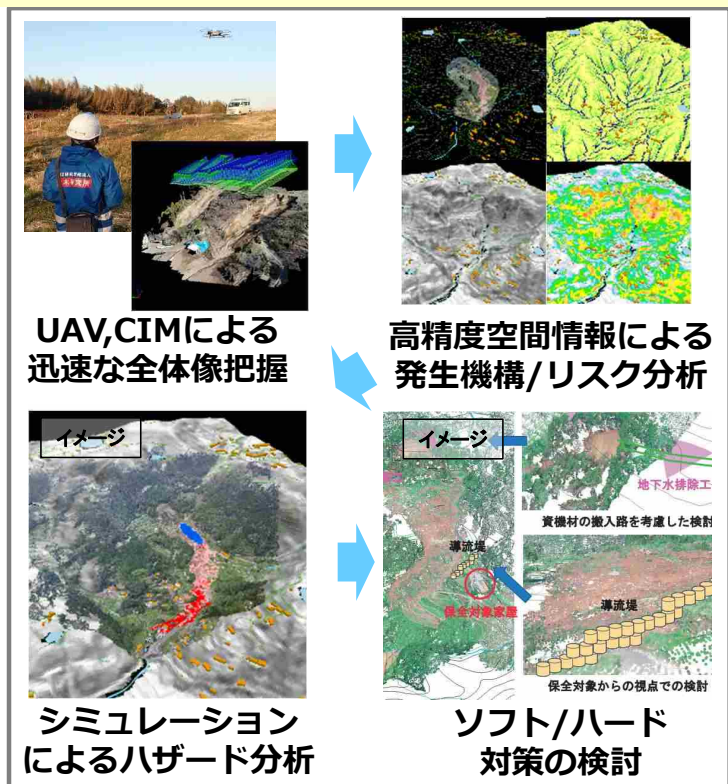 UAV,CIMによる
迅速な全体像把握
高精度空間情報による
発生機構/リスク分析
イメージ
シミュレーション
によるハザード分析
イメージ
地下水排除工
資機材の搬入路を考慮した検討
導流堤
保全対象家屋
導流堤
保全対象からの視点での検討
ソフト/ハード
対策の検討